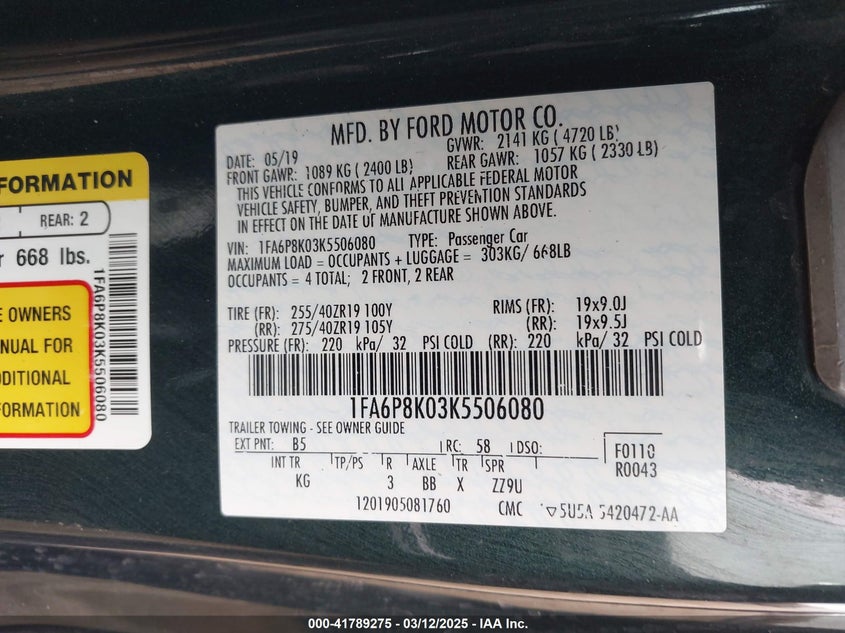 MFD. BY FORD MOTOR CO.
DATE: 05/19
GVWR: 2141 KG ( 4720 LB)
FRONT GAWR: 1089 KG ( 2400 LB)
REAR GAWR: 1057 KG ( 2330 LB)
THIS VEHICLE CONFORMS TO ALL APPLICABLE FEDERAL MOTOR
VEHICLE SAFETY, BUMPER, AND THEFT PREVENTION STANDARDS
IN EFFECT ON THE DATE OF MANUFACTURE SHOWN ABOVE.
VIN: 1FA6P8K03K5506080 TYPE: Passenger Car
MAXIMUM LOAD = OCCUPANTS + LUGGAGE = 303KG/ 668LB
OCCUPANTS = 4 TOTAL; 2 FRONT, 2 REAR
TIRE (FR): 255/40ZR19 100Y RIMS (FR): 19x9.0J
(RR): 275/40ZR19 105Y (RR): 19x9.5J
PRESSURE (FR): 220 kPa/ 32 PSI COLD (RR): 220 kPa/ 32 PSI COLD
1FA6P8K03K5506080
TRAILER TOWING - SEE OWNER GUIDE
EXT PNT: B5 RC: 58 DSO:
F0110
R0043
INT TR TP/PS R AXLE TR SPR
KG 3 BB X ZZ9U
1201905081760 CMC 5U5A 5420472-AA
FORMATION
REAR: 2
r 668 lbs.
E OWNERS
ANUAL FOR
DDITIONAL
FORMATION
1FA6P8K03K5506080
000-41789275 - 03/12/2025 - IAA Inc.